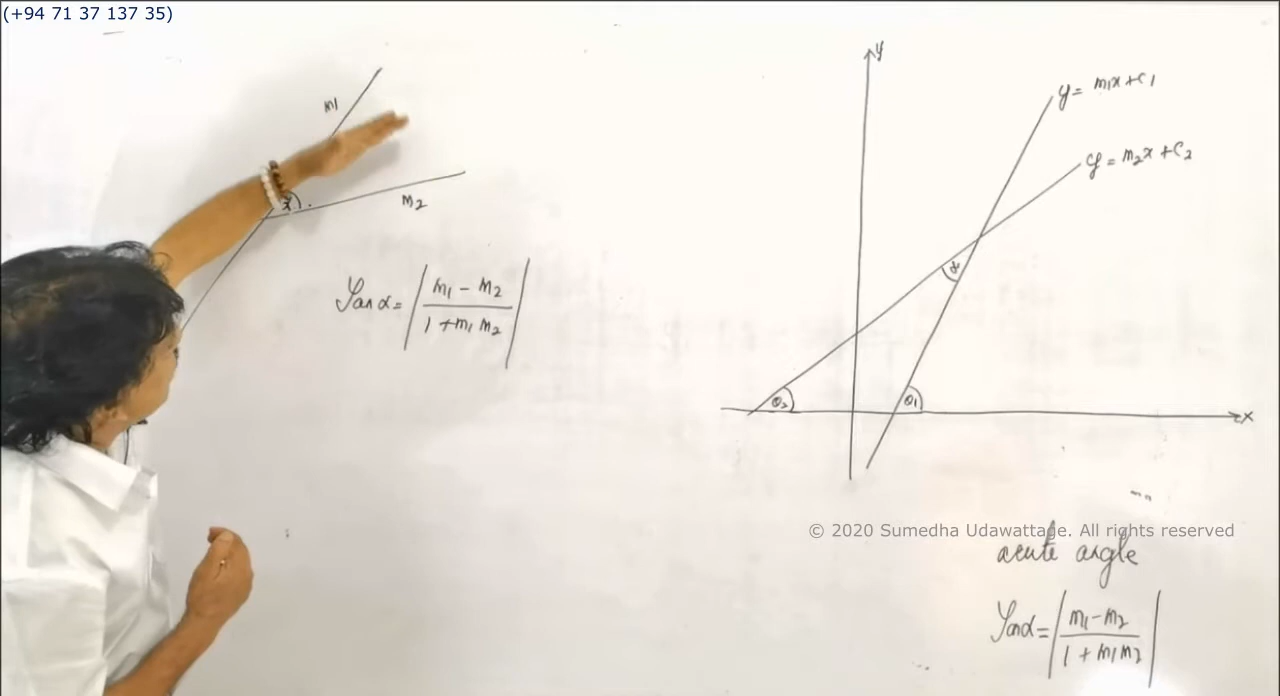 (+94 71 37 137 35)
m1
α
m2
Tan α = | m1 - m2 / 1 + m1 m2 |
y
y = m1x + c1
y = m2x + c2
α
θ2
θ1
x
© 2020 Sumedha Udawattage. All rights reserved
acute angle
Tan α = | m1 - m2 / 1 + m1 m2 |